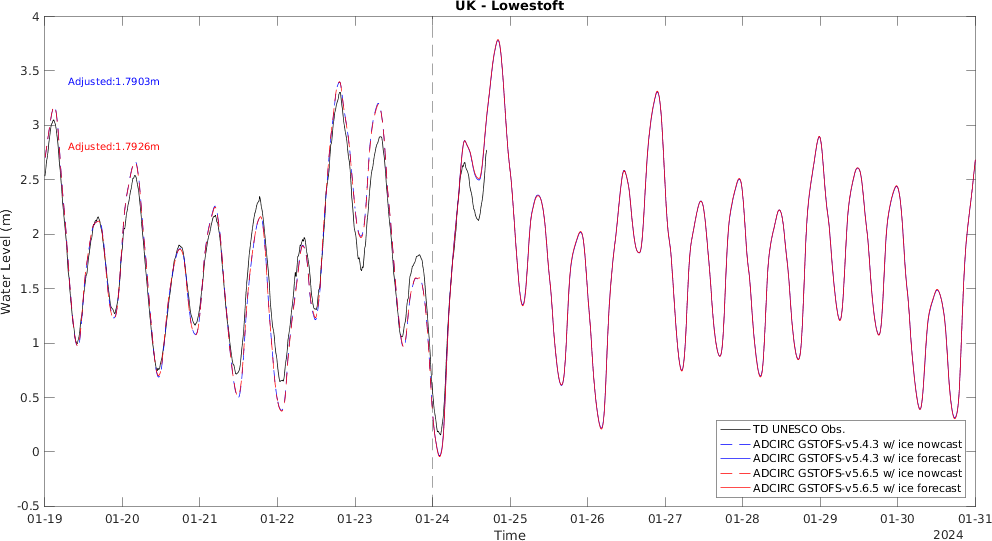 UK - Lowestoft
4
3.5
3
2.5
2
1.5
1
0.5
0
-0.5
Water Level (m)
Adjusted:1.7903m
Adjusted:1.7926m
TD UNESCO Obs.
ADCIRC GSTOFS-v5.4.3 w/ ice nowcast
ADCIRC GSTOFS-v5.4.3 w/ ice forecast
ADCIRC GSTOFS-v5.6.5 w/ ice nowcast
ADCIRC GSTOFS-v5.6.5 w/ ice forecast
01-19 01-20 01-21 01-22 01-23 01-24 01-25 01-26 01-27 01-28 01-29 01-30 01-31
Time
2024